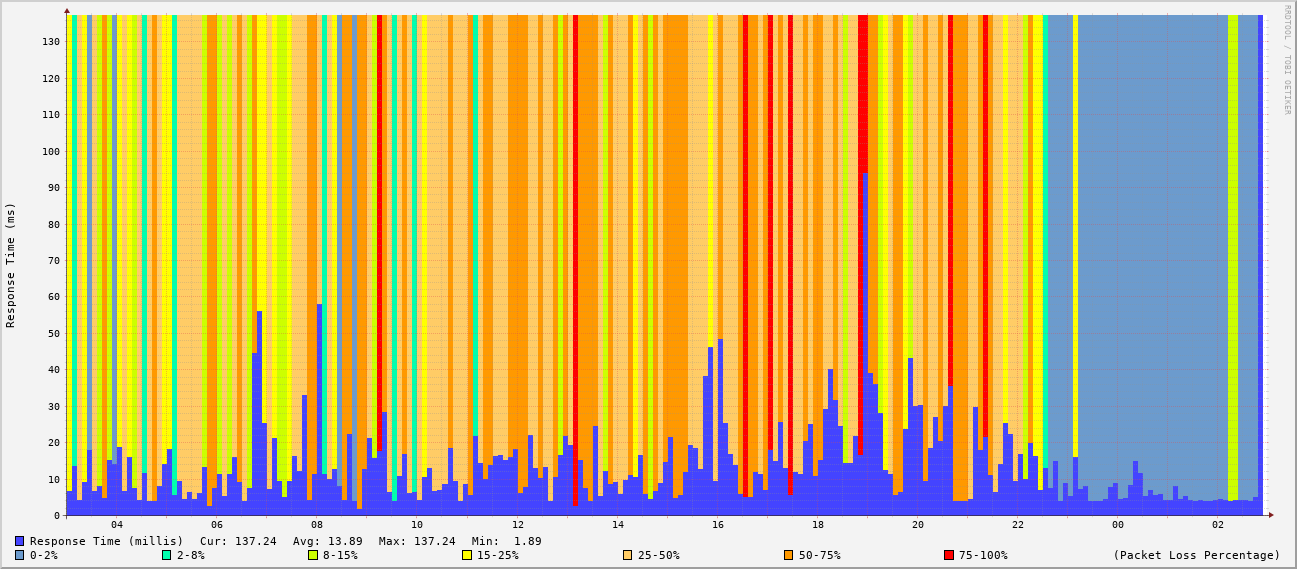 RRDTOOL / TOBI OETIKER
Response Time (ms)
130
120
110
100
90
80
70
60
50
40
30
20
10
0
04 06 08 10 12 14 16 18 20 22 00 02
Response Time (millis) Cur: 137.24 Avg: 13.89 Max: 137.24 Min: 1.89
0-2% 2-8% 8-15% 15-25% 25-50% 50-75% 75-100% (Packet Loss Percentage)